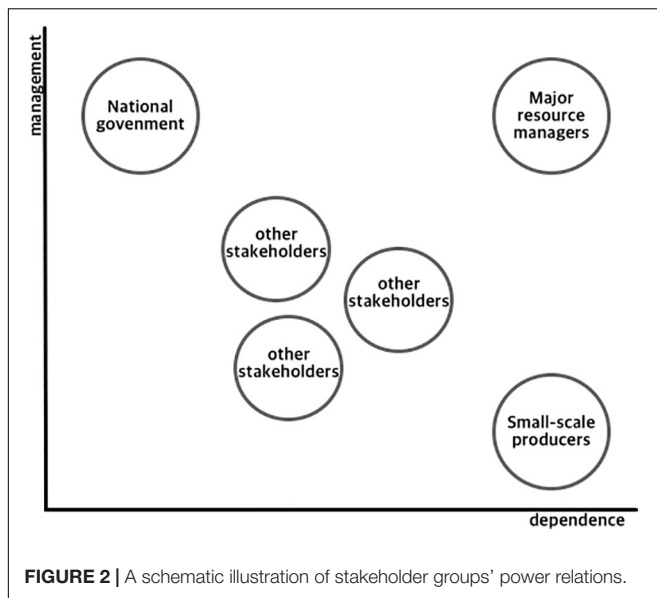 management
National
govenment
Major
resource
managers
other
stakeholders
other
stakeholders
other
stakeholders
Small-scale
producers
dependence
FIGURE 2 | A schematic illustration of stakeholder groups’ power relations.